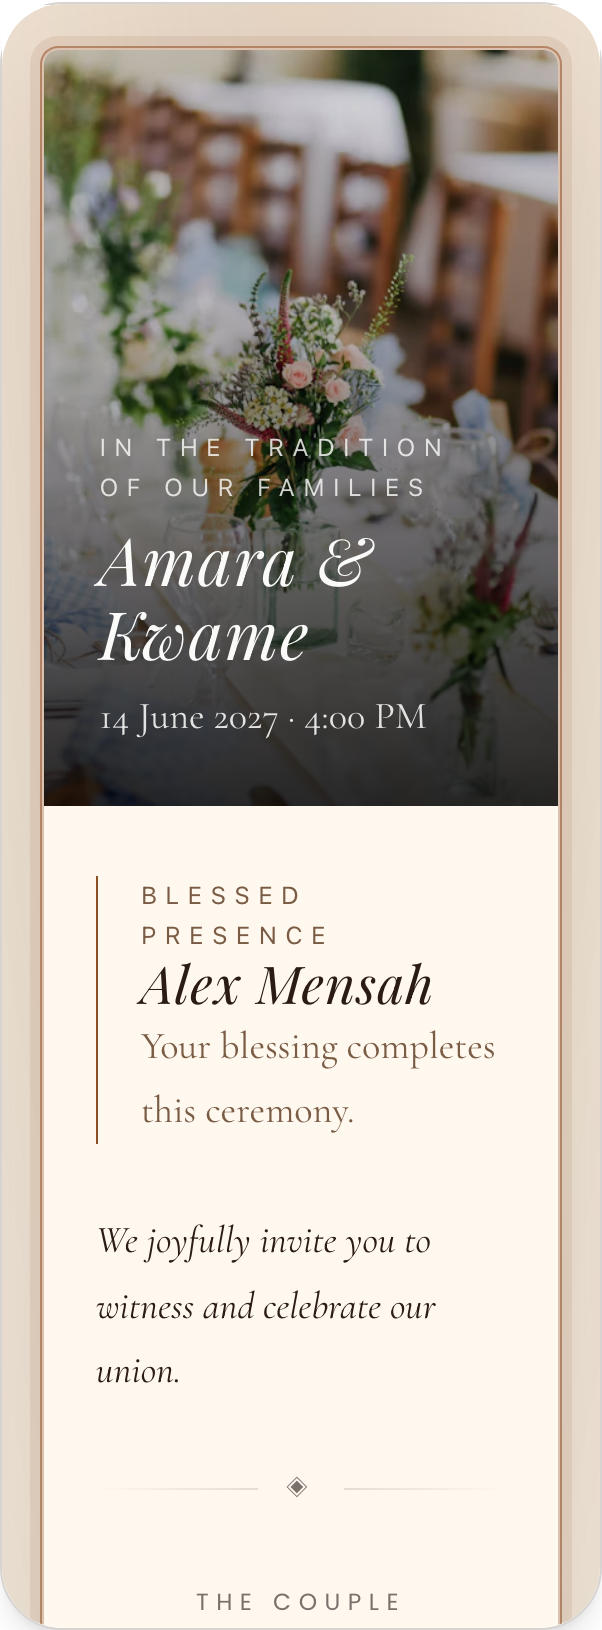 IN THE TRADITION
OF OUR FAMILIES
Amara &
Kwame
14 June 2027 · 4:00 PM
BLESSED
PRESENCE
Alex Mensah
Your blessing completes
this ceremony.
We joyfully invite you to
witness and celebrate our
union.
THE COUPLE